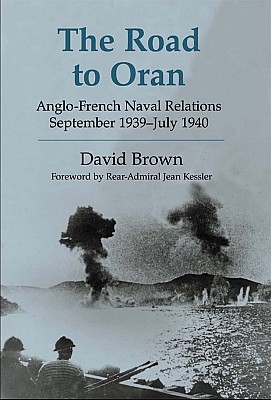 The Road
to Oran
Anglo-French Naval Relations
September 1939–July 1940
David Brown
Foreword by Rear-Admiral Jean Kessler